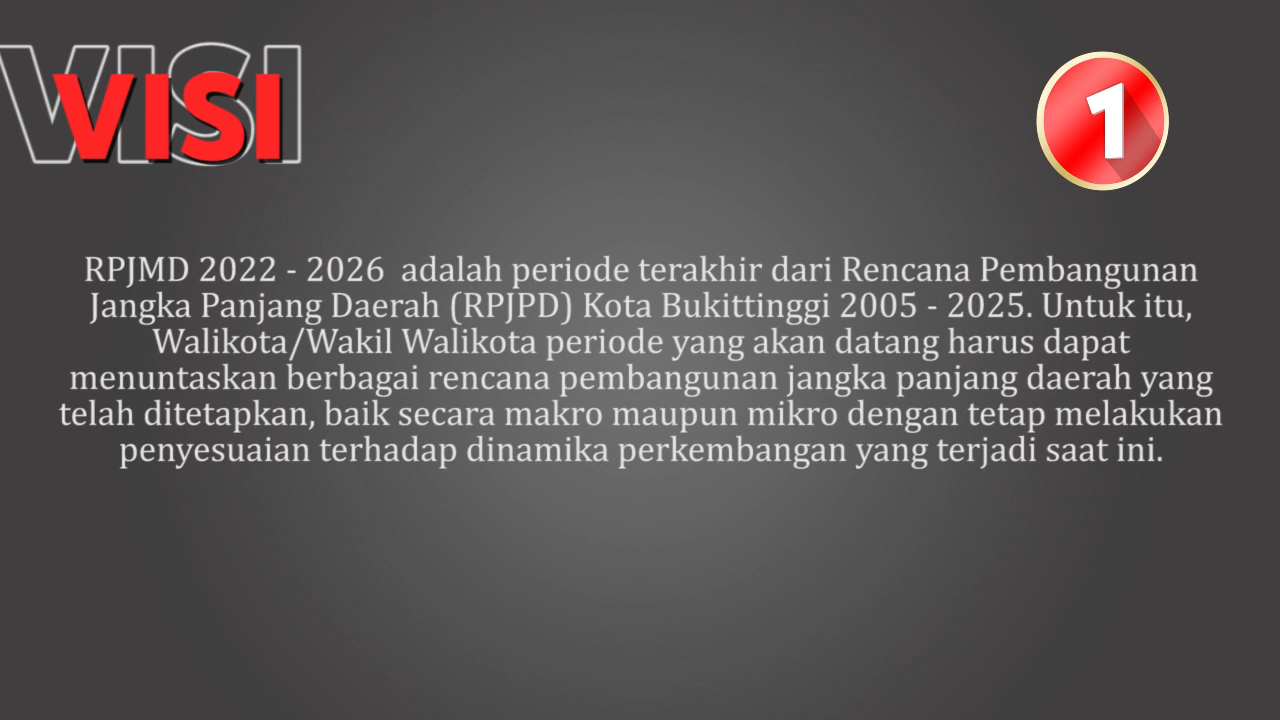 VISI
1
RPJMD 2022 - 2026 adalah periode terakhir dari Rencana Pembangunan
Jangka Panjang Daerah (RPJPD) Kota Bukittinggi 2005 - 2025. Untuk itu,
Walikota/Wakil Walikota periode yang akan datang harus dapat
menuntaskan berbagai rencana pembangunan jangka panjang daerah yang
telah ditetapkan, baik secara makro maupun mikro dengan tetap melakukan
penyesuaian terhadap dinamika perkembangan yang terjadi saat ini.